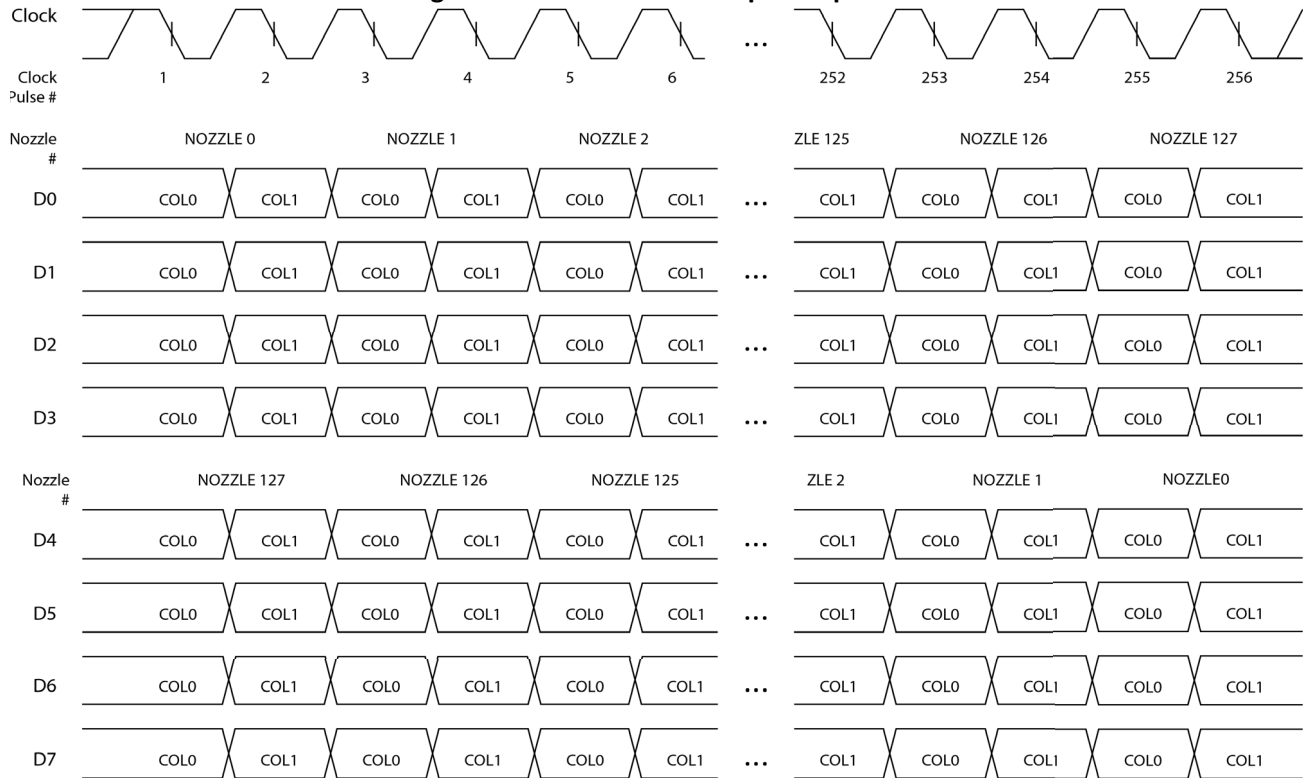 Clock
...
Clock 1 2 3 4 5 6 252 253 254 255 256
Pulse #
Nozzle NOZZLE 0 NOZZLE 1 NOZZLE 2 ZLE 125 NOZZLE 126 NOZZLE 127
#
D0 COL0 COL1 COL0 COL1 COL0 COL1 ... COL1 COL0 COL1 COL0 COL1
D1 COL0 COL1 COL0 COL1 COL0 COL1 ... COL1 COL0 COL1 COL0 COL1
D2 COL0 COL1 COL0 COL1 COL0 COL1 ... COL1 COL0 COL1 COL0 COL1
D3 COL0 COL1 COL0 COL1 COL0 COL1 ... COL1 COL0 COL1 COL0 COL1
Nozzle NOZZLE 127 NOZZLE 126 NOZZLE 125 ZLE 2 NOZZLE 1 NOZZLE0
#
D4 COL0 COL1 COL0 COL1 COL0 COL1 ... COL1 COL0 COL1 COL0 COL1
D5 COL0 COL1 COL0 COL1 COL0 COL1 ... COL1 COL0 COL1 COL0 COL1
D6 COL0 COL1 COL0 COL1 COL0 COL1 ... COL1 COL0 COL1 COL0 COL1
D7 COL0 COL1 COL0 COL1 COL0 COL1 ... COL1 COL0 COL1 COL0 COL1